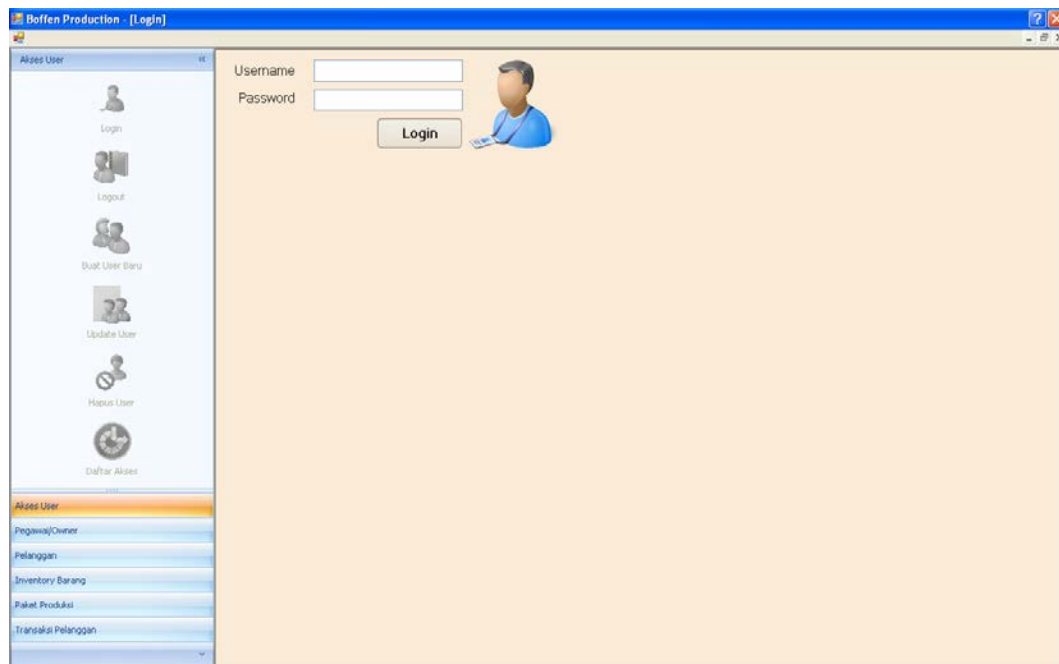 Boffen Production - [Login]
Akses User
Login
Logout
Buat User Baru
Update User
Hapus User
Daftar Akses
Akses User
Pegawai/Owner
Pelanggan
Inventory Barang
Paket Produksi
Transaksi Pelanggan
Username
Password
Login